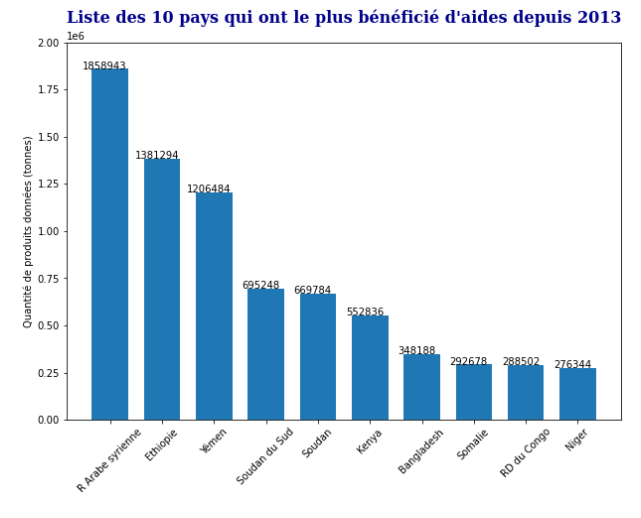 Liste des 10 pays qui ont le plus bénéficié d'aides depuis 2013
1e6
2.00
1.75
1.50
1.25
1.00
0.75
0.50
0.25
0.00
Quantité de produits données (tonnes)
1858943
1381294
1206484
695248
669784
552836
348188
292678
288502
276344
R Arabe syrienne
Ethiopie
Yémen
Soudan du Sud
Soudan
Kenya
Bangladesh
Somalie
RD du Congo
Niger